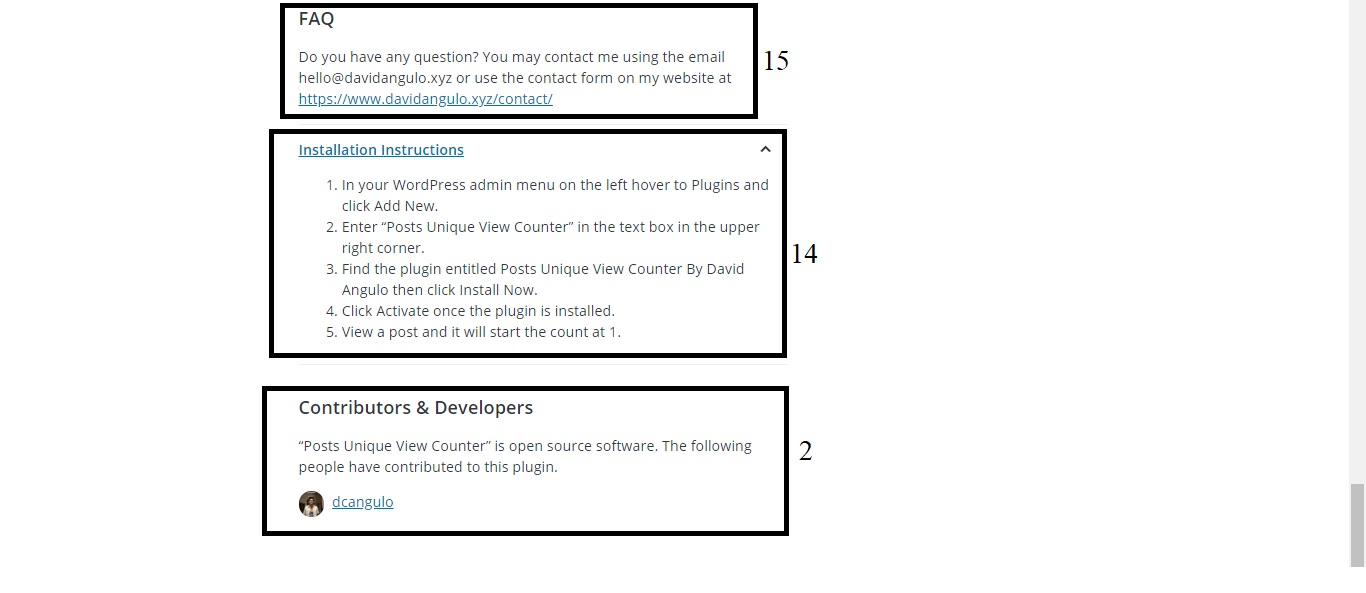 FAQ
Do you have any question? You may contact me using the email
hello@davidangulo.xyz or use the contact form on my website at
https://www.davidangulo.xyz/contact/
15
Installation Instructions
1. In your WordPress admin menu on the left hover to Plugins and
click Add New.
2. Enter “Posts Unique View Counter” in the text box in the upper
right corner.
3. Find the plugin entitled Posts Unique View Counter By David
Angulo then click Install Now.
4. Click Activate once the plugin is installed.
5. View a post and it will start the count at 1.
14
Contributors & Developers
“Posts Unique View Counter” is open source software. The following
people have contributed to this plugin.
dcangulo
2